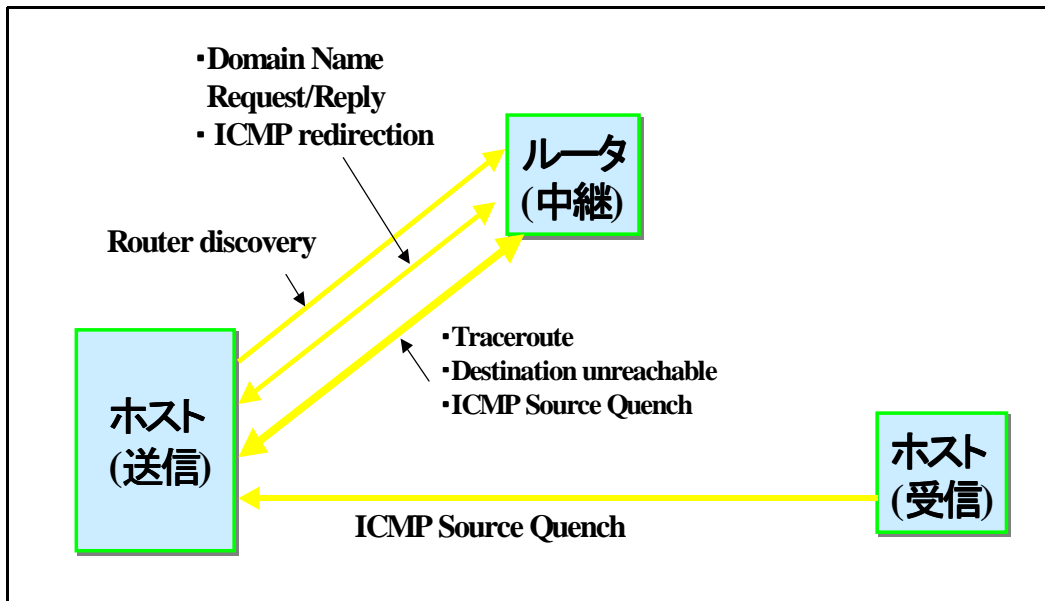 ・Domain Name
Request/Reply
・ICMP redirection
ルータ
(中継)
Router discovery
・Traceroute
・Destination unreachable
・ICMP Source Quench
ホスト
(送信)
ホスト
(受信)
ICMP Source Quench